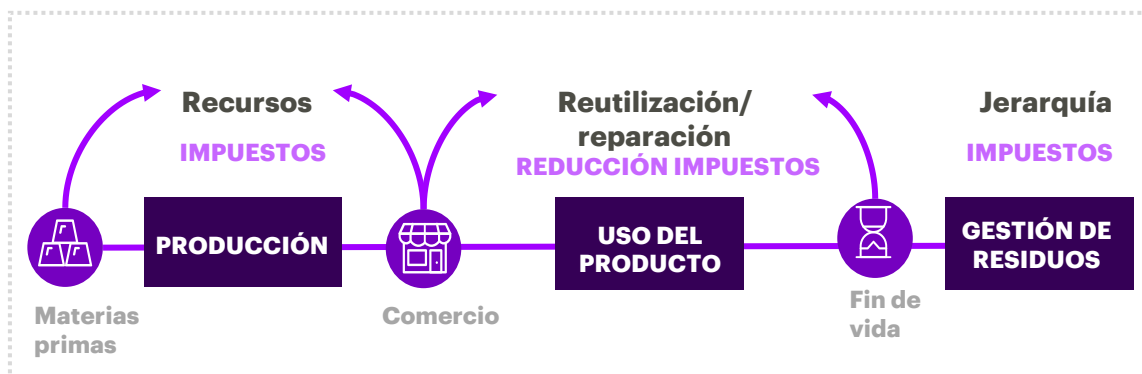 Recursos
IMPUESTOS
Reutilización/
reparación
REDUCCIÓN IMPUESTOS
Jerarquía
IMPUESTOS
PRODUCCIÓN
USO DEL
PRODUCTO
GESTIÓN DE
RESIDUOS
Materias
primas
Comercio
Fin de
vida